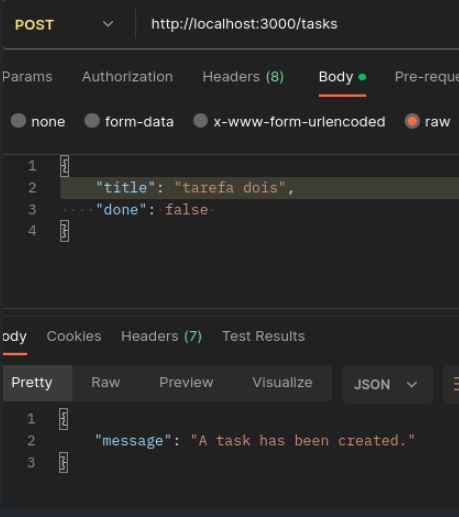 POST http://localhost:3000/tasks
Params Authorization Headers (8) Body Pre-reque
none form-data x-www-form-urlencoded raw
1 {
2 "title": "tarefa dois",
3 "done": false
4 }
ody Cookies Headers (7) Test Results
Pretty Raw Preview Visualize JSON
1 {
2 "message": "A task has been created."
3 }